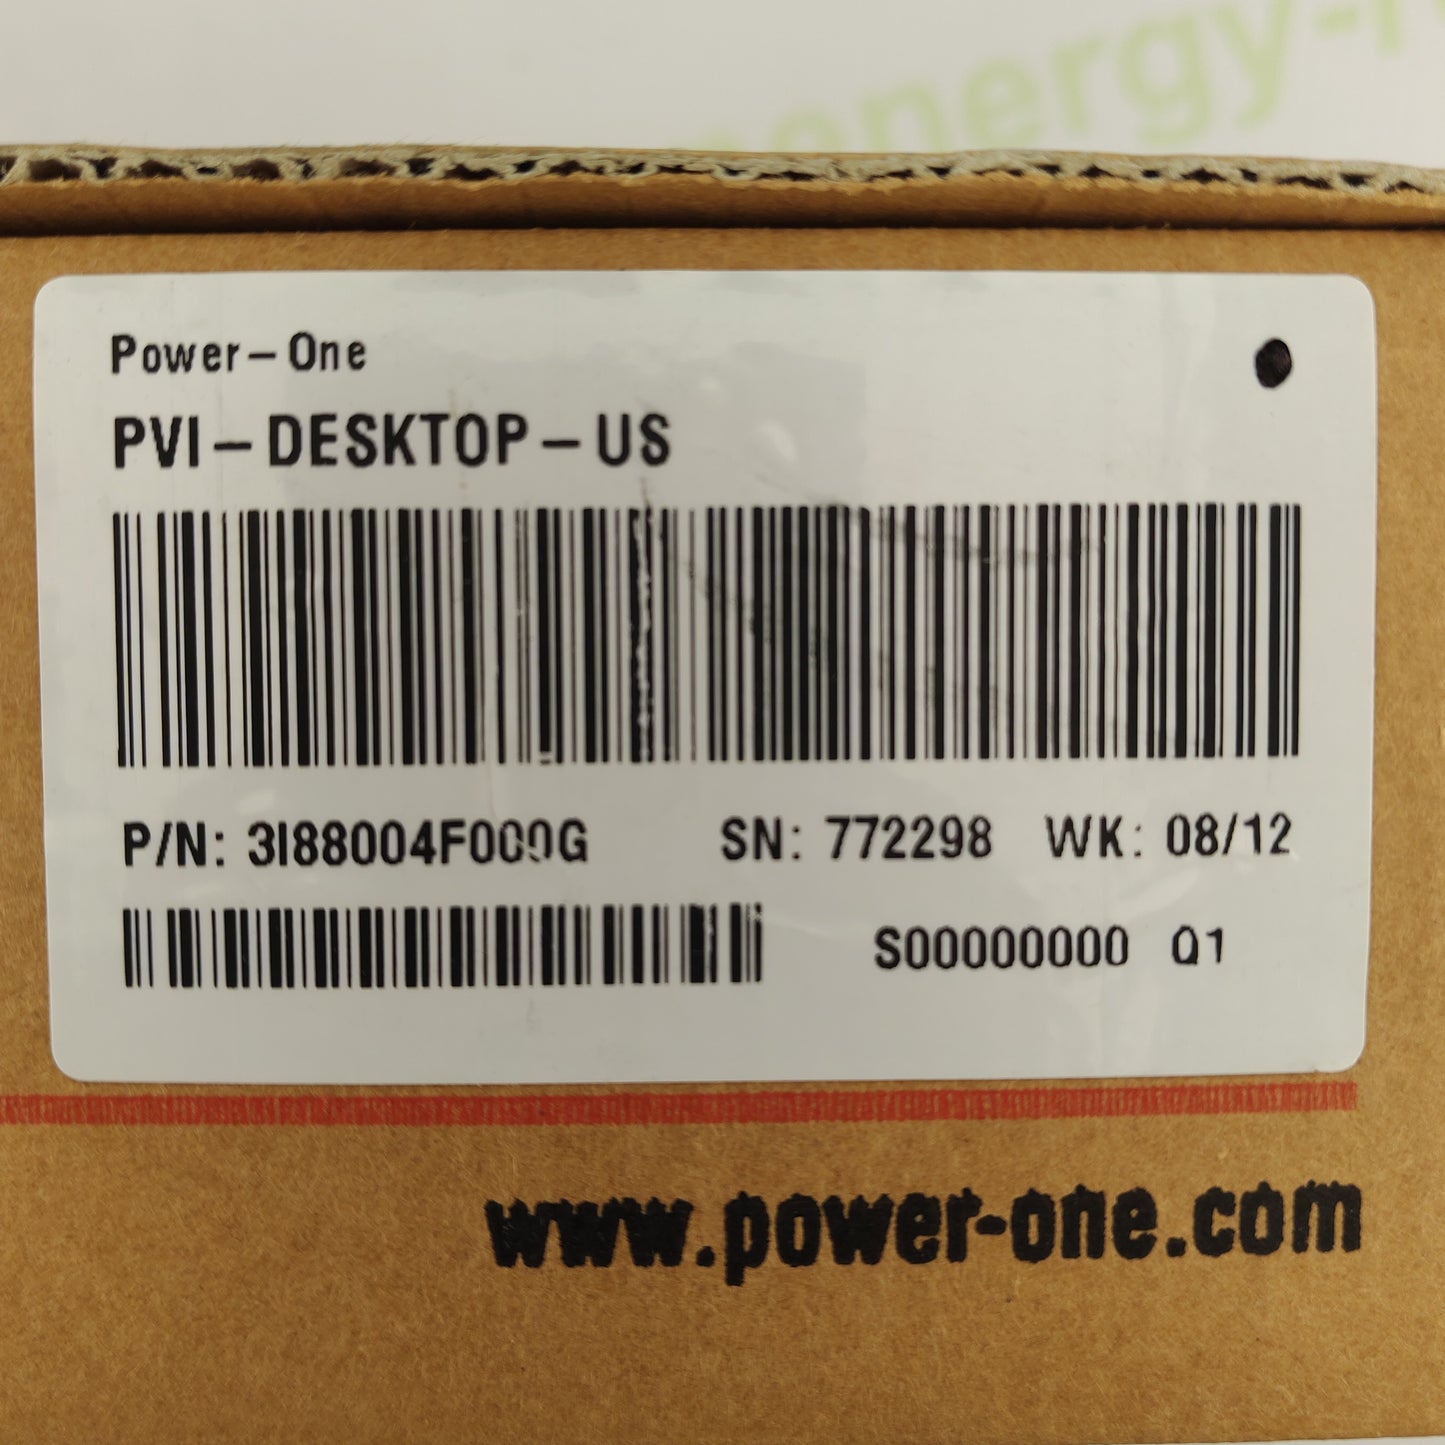 Power-One
PVI-DESKTOP-US
P/N: 3I88004F000G SN: 772298 WK: 08/12
S00000000 Q1
www.power-one.com